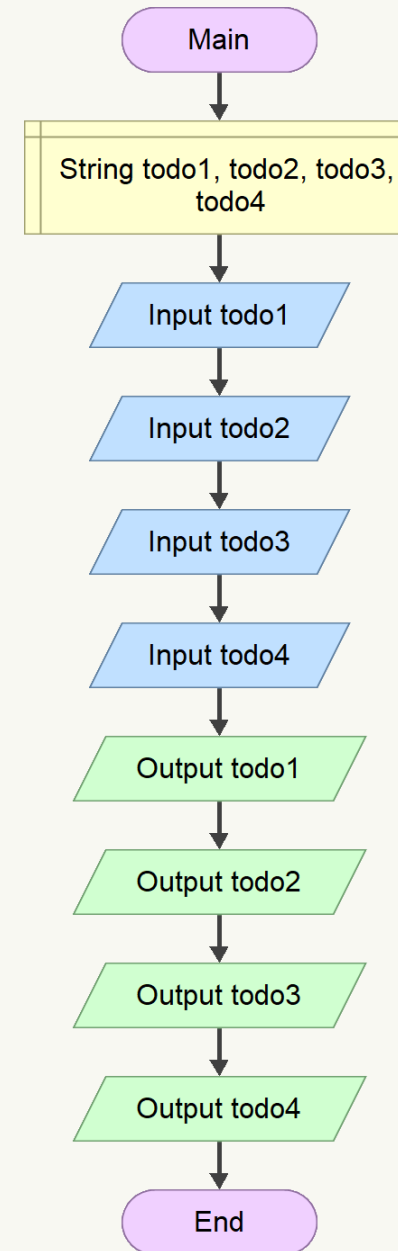 Main
String todo1, todo2, todo3,
todo4
Input todo1
Input todo2
Input todo3
Input todo4
Output todo1
Output todo2
Output todo3
Output todo4
End